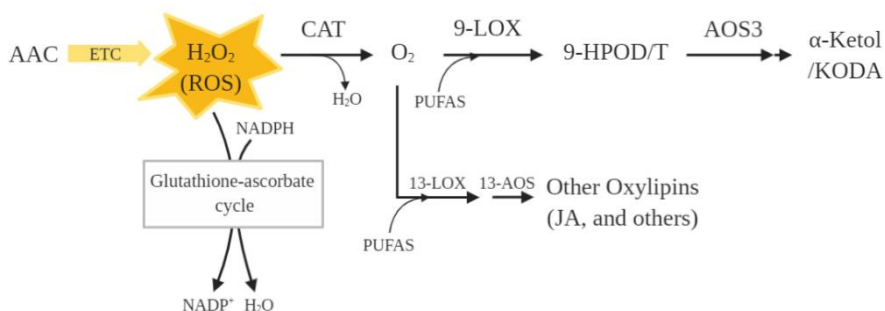 AAC
ETC
H₂O₂
(ROS)
CAT
H₂O
O₂
9-LOX
PUFAS
9-HPOD/T
AOS3
α-Ketol
/KODA
NADPH
Glutathione-ascorbate
cycle
NADP⁺ H₂O
13-LOX
PUFAS
13-AOS
Other Oxylipins
(JA, and others)